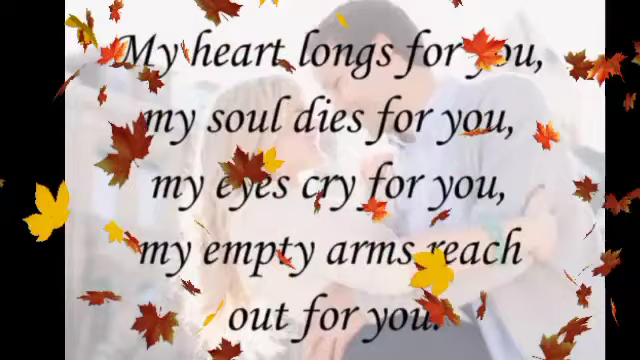 My heart longs for you,
my soul dies for you,
my eyes cry for you,
my empty arms reach
out for you.